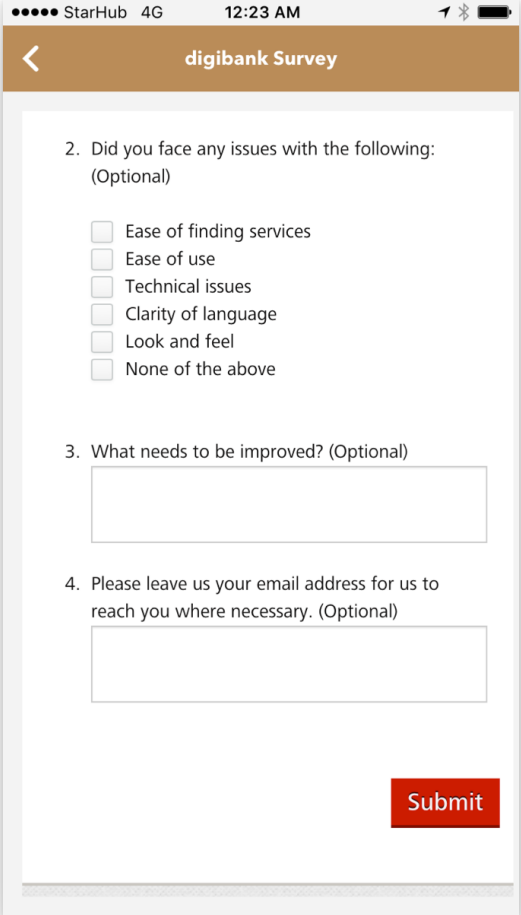 StarHub 4G 12:23 AM
digibank Survey
2. Did you face any issues with the following:
(Optional)
Ease of finding services
Ease of use
Technical issues
Clarity of language
Look and feel
None of the above
3. What needs to be improved? (Optional)
4. Please leave us your email address for us to
reach you where necessary. (Optional)
Submit